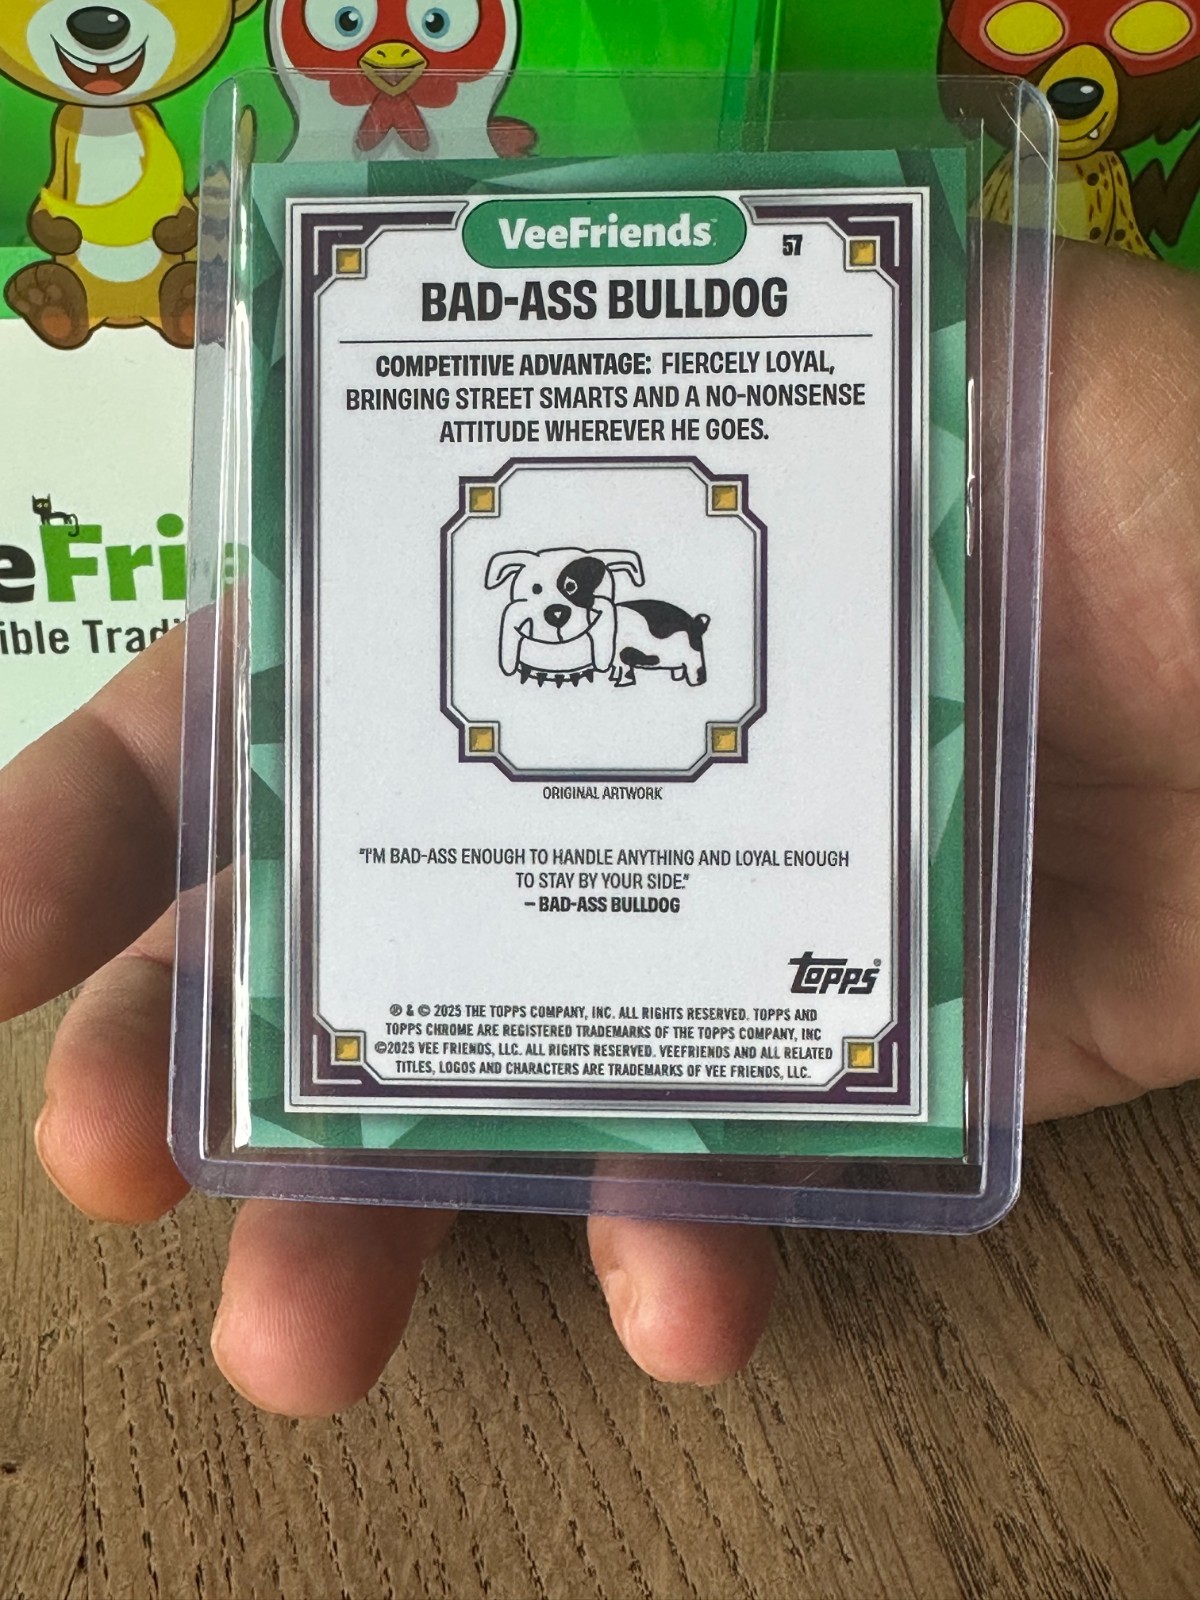 VeeFriends™
57
BAD-ASS BULLDOG
COMPETITIVE ADVANTAGE: FIERCELY LOYAL,
BRINGING STREET SMARTS AND A NO-NONSENSE
ATTITUDE WHEREVER HE GOES.
eFrie
ible Tradi
ORIGINAL ARTWORK
"I'M BAD-ASS ENOUGH TO HANDLE ANYTHING AND LOYAL ENOUGH
TO STAY BY YOUR SIDE."
– BAD-ASS BULLDOG
topps®
® & © 2025 THE TOPPS COMPANY, INC. ALL RIGHTS RESERVED. TOPPS AND
TOPPS CHROME ARE REGISTERED TRADEMARKS OF THE TOPPS COMPANY, INC
©2025 VEE FRIENDS, LLC. ALL RIGHTS RESERVED. VEEFRIENDS AND ALL RELATED
TITLES, LOGOS AND CHARACTERS ARE TRADEMARKS OF VEE FRIENDS, LLC.